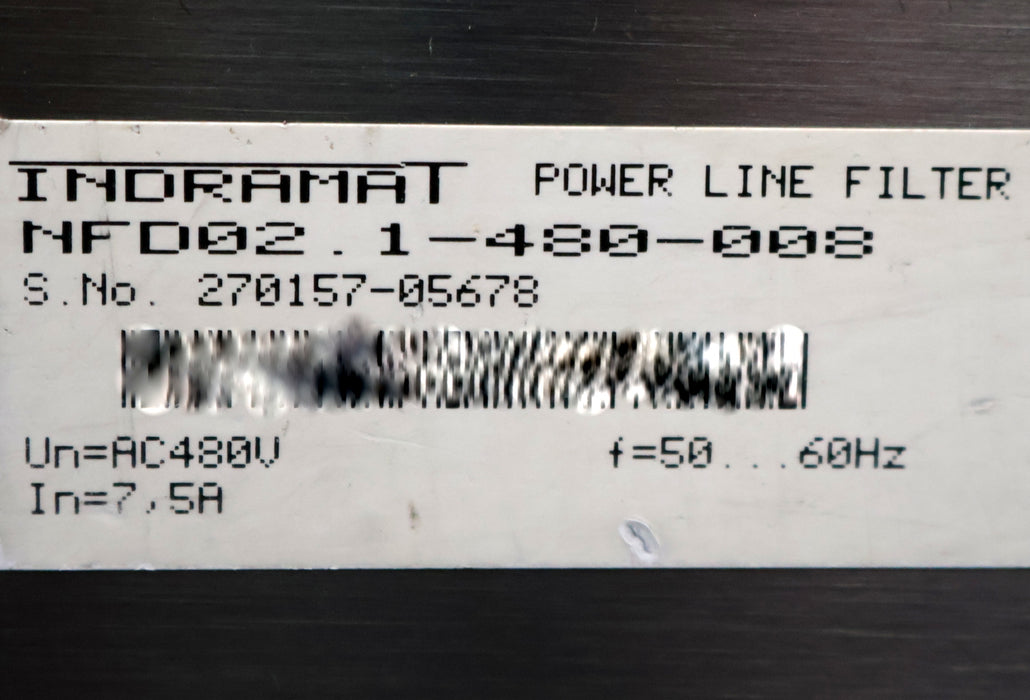 INDRAMAT POWER LINE FILTER
NFD02.1-480-008
S.No. 270157-05678
Un=AC480V f=50...60Hz
In=7,5A